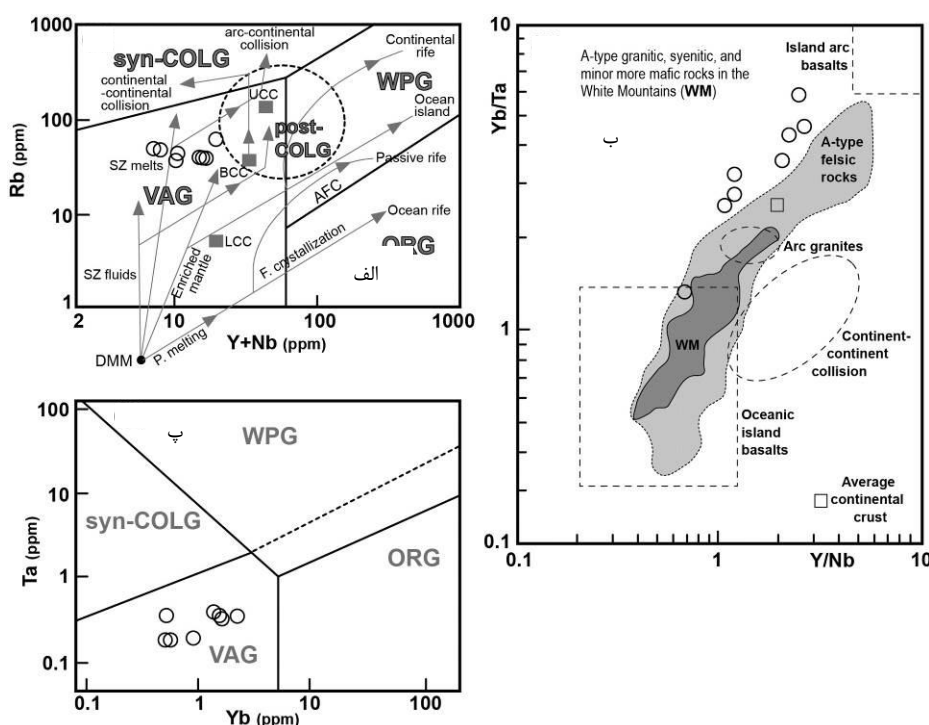 1000
100
10
1
Rb (ppm)
syn-COLG
arc-continental
collision
continental
-continental
collision
UCC
WPG
Continental
rife
Ocean
island
post-
COLG
SZ melts
BCC
Passive rife
VAG
AFC
LCC
Ocean rife
ORG
SZ fluids
Enriched
mantle
F. crystallization
الف
P. melting
DMM
2
10
100
1000
Y+Nb (ppm)
100
10
1
0.1
Ta (ppm)
پ
WPG
syn-COLG
ORG
VAG
0.1
1
10
100
Yb (ppm)
10
1
0.1
Yb/Ta
A-type granitic, syenitic, and
minor more mafic rocks in the
White Mountains (WM)
ب
Island arc
basalts
A-type
felsic
rocks
Arc granites
WM
Continent-
continent
collision
Oceanic
island
basalts
Average
continental
crust
0.1
1
10
Y/Nb